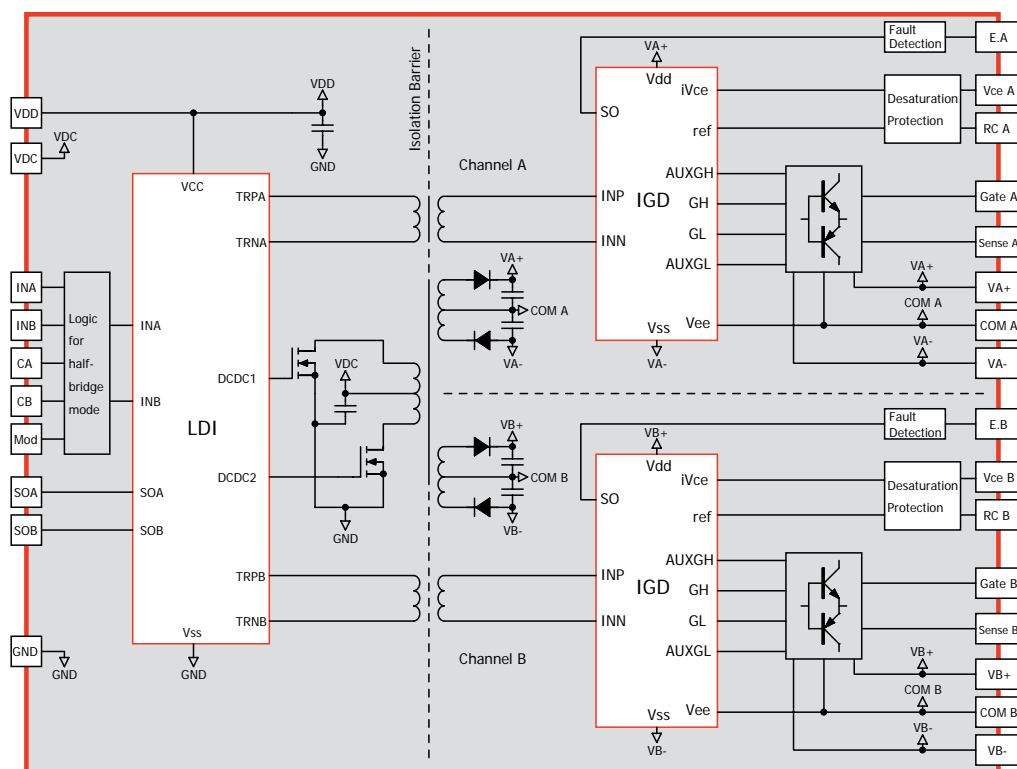 VDD
VDC
VDC
INA
INB
CA
CB
Mod
SOA
SOB
GND
GND
Logic
for
half-
bridge
mode
VDD
GND
VCC
TRPA
TRNA
INA
DCDC1
INB
LDI
DCDC2
SOA
SOB
TRPB
TRNB
Vss
GND
VDC
GND
Isolation Barrier
Channel A
VA+
COM A
VA-
VB+
COM B
VB-
Channel B
VA+
Vdd
iVce
SO
ref
AUXGH
INP
IGD
GH
GL
INN
AUXGL
Vee
Vss
VA-
Fault
Detection
Desaturation
Protection
VA+
COM A
VA-
E.A
Vce A
RC A
Gate A
Sense A
VA+
COM A
VA-
VB+
Vdd
iVce
SO
ref
AUXGH
INP
IGD
GH
GL
INN
AUXGL
Vee
Vss
VB-
Fault
Detection
Desaturation
Protection
VB+
COM B
VB-
E.B
Vce B
RC B
Gate B
Sense B
VB+
COM B
VB-